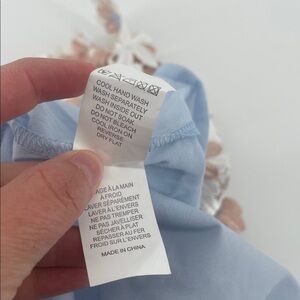 COOL HAND WASH
WASH SEPARATELY
WASH INSIDE OUT
DO NOT SOAK
DO NOT BLEACH
COOL IRON ON
REVERSE
DRY FLAT
LAVAGE À LA MAIN
À FROID
LAVER SÉPARÉMENT
LAVER À L'ENVERS
NE PAS TREMPER
NE PAS JAVELLISER
SÉCHER À PLAT
REPASSER AU FER
FROID SUR L'ENVERS
MADE IN CHINA